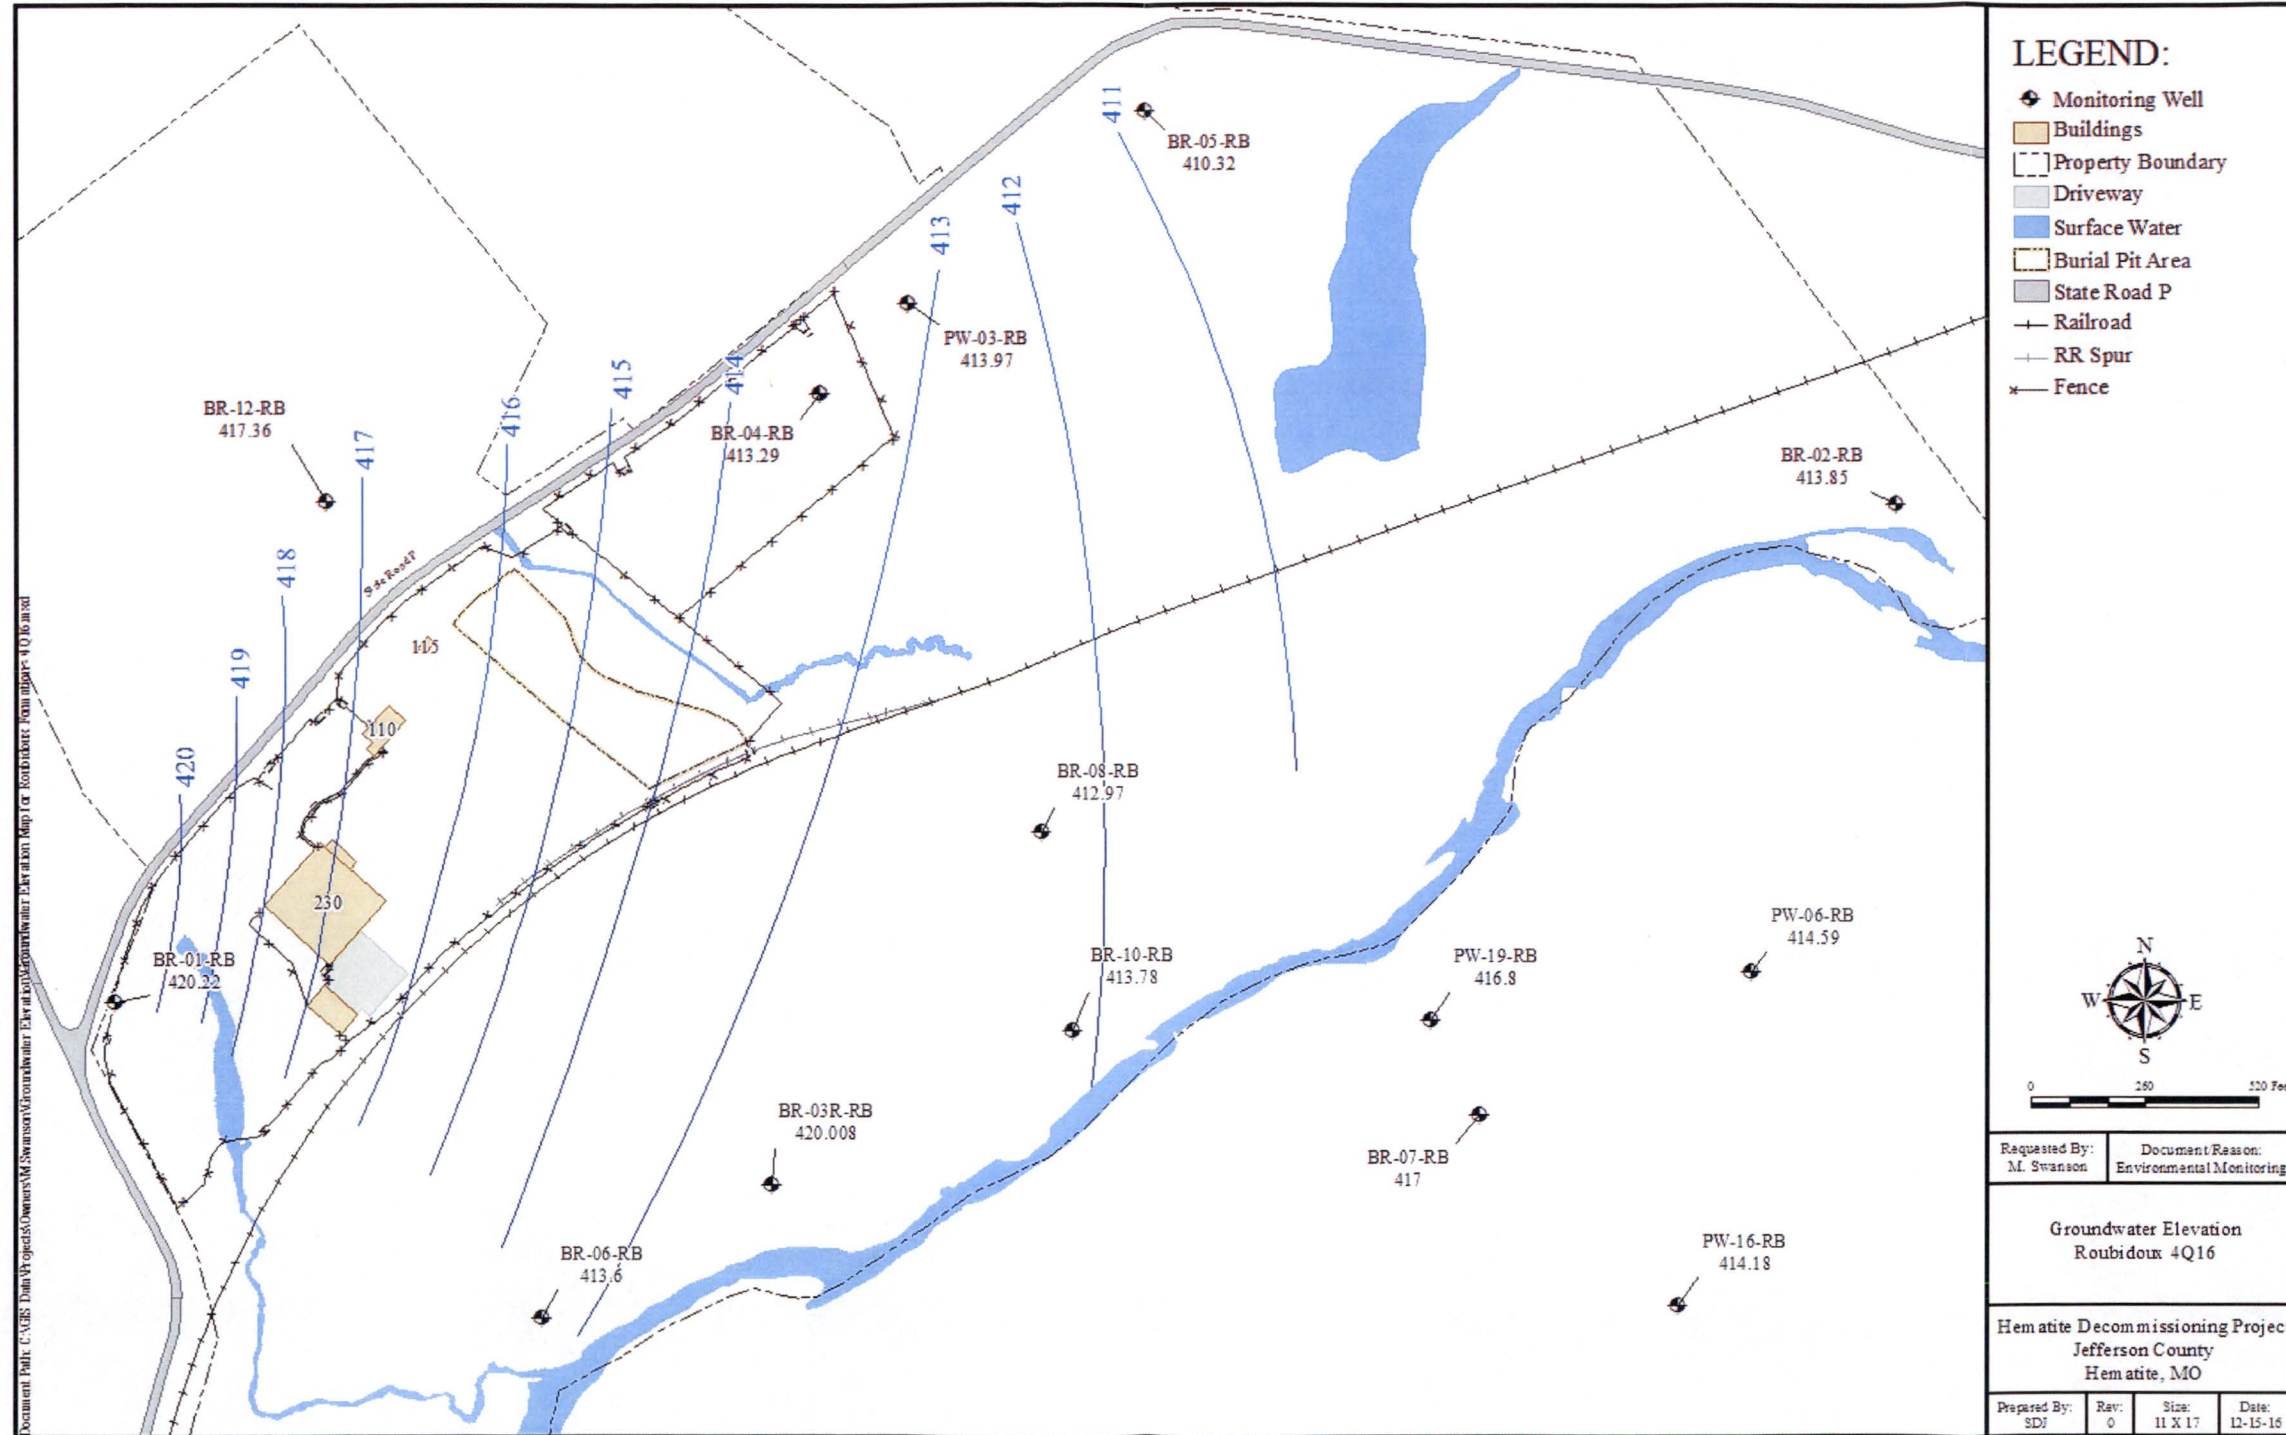 411
BR-05-RB
410.32
412
413
PW-03-RB
413.97
414
415
416
BR-04-RB
413.29
BR-12-RB
417.36
417
BR-02-RB
413.85
418
419
420
115
110
230
BR-01-RB
420.22
BR-08-RB
412.97
BR-10-RB
413.78
PW-19-RB
416.8
PW-06-RB
414.59
BR-03R-RB
420.008
BR-07-RB
417
BR-06-RB
413.6
PW-16-RB
414.18
LEGEND:
Monitoring Well
Buildings
Property Boundary
Driveway
Surface Water
Burial Pit Area
State Road P
Railroad
RR Spur
Fence
N
W E
S
0 260 520
Requested By:
M. Swanson
Document/Reason:
Environmental Monitoring
Groundwater Elevation
Roubidoux 4Q16
Hematite Decommissioning Projec
Jefferson County
Hematite, MO
Prepared By:
SDJ
Rev:
0
Size:
11 X 17
Date:
12-15-16